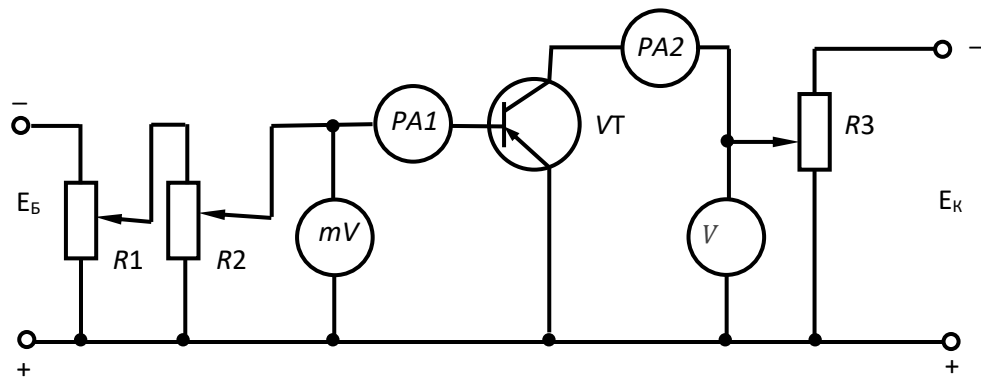 PA2
–
–
PA1
VT
R3
EБ
EК
R1
R2
mV
V
+
+